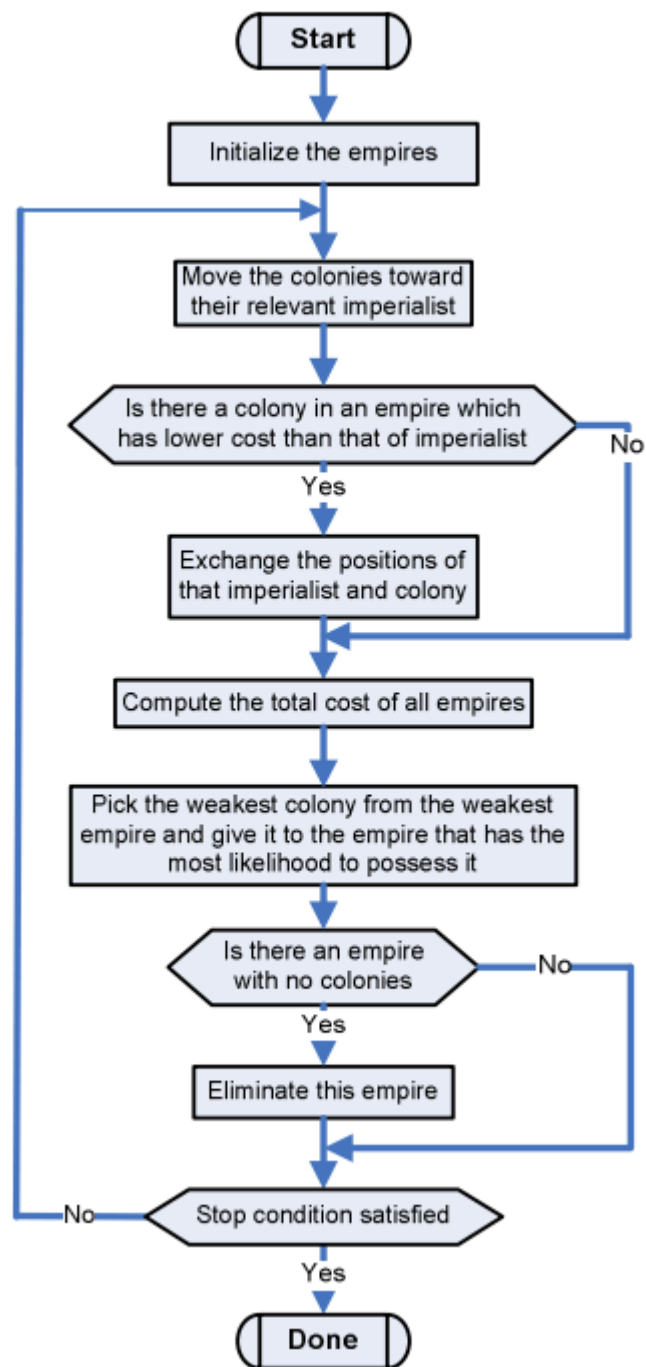 Start
Initialize the empires
Move the colonies toward
their relevant imperialist
Is there a colony in an empire which
has lower cost than that of imperialist
No
Yes
Exchange the positions of
that imperialist and colony
Compute the total cost of all empires
Pick the weakest colony from the weakest
empire and give it to the empire that has the
most likelihood to possess it
Is there an empire
with no colonies
No
Yes
Eliminate this empire
No
Stop condition satisfied
Yes
Done